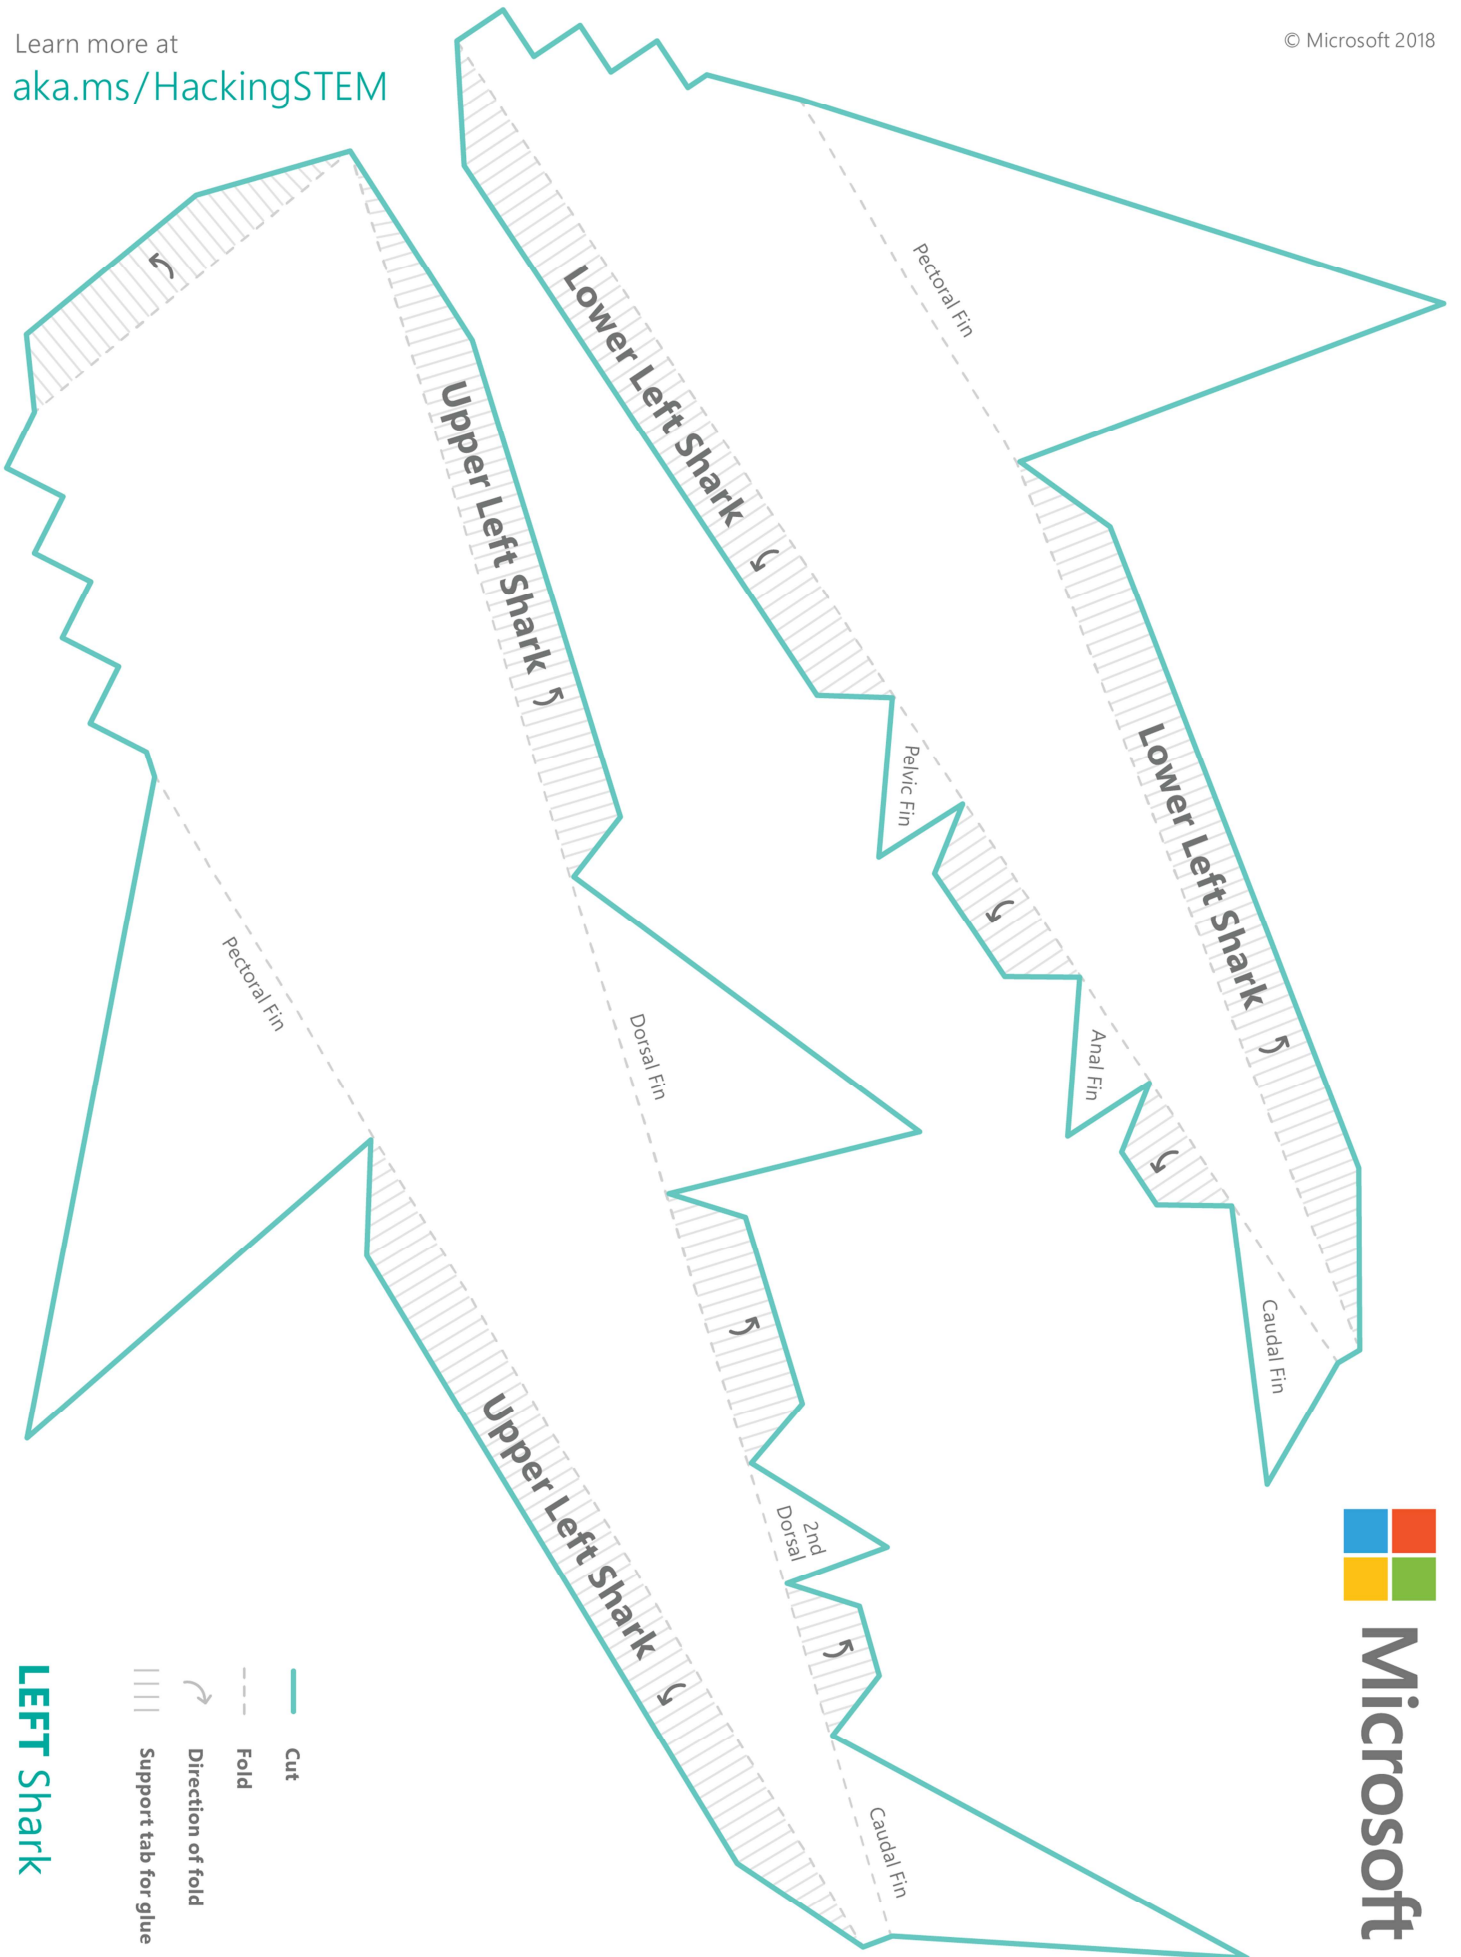 Learn more at
aka.ms/HackingSTEM
© Microsoft 2018
Pectoral Fin
Lower Left Shark
Upper Left Shark
Pelvic Fin
Lower Left Shark
Pectoral Fin
Dorsal Fin
Anal Fin
Caudal Fin
Upper Left Shark
2nd
Dorsal
Caudal Fin
Microsoft
Cut
Fold
Direction of fold
Support tab for glue
LEFT Shark